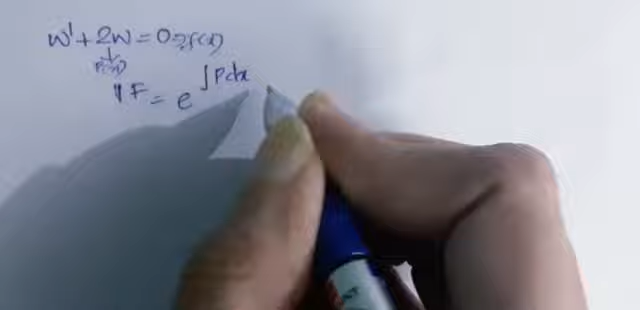 w' + 2w = 0 → f(x)
↓
P(x)
IF = e^∫Pdx